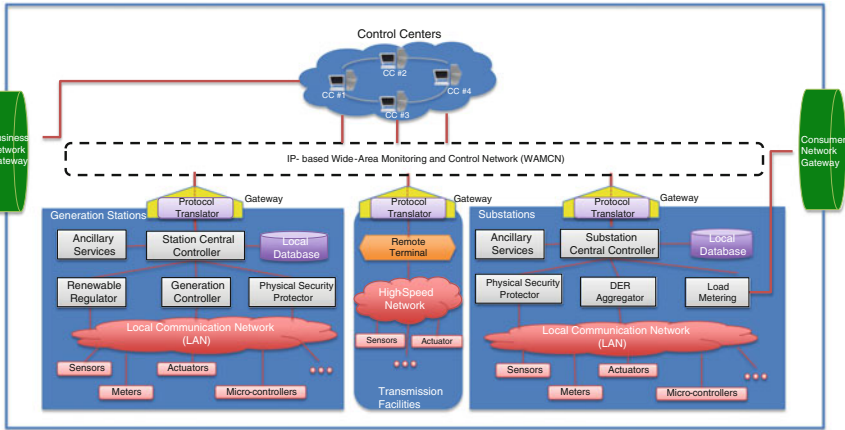 Control Centers
CC #2
CC #1
CC #4
CC #3
Network
Gateway
Consumer
Network
Gateway
IP- based Wide-Area Monitoring and Control Network (WAMCN)
Protocol
Translator
Gateway
Protocol
Translator
Gateway
Protocol
Translator
Gateway
Generation Stations
Ancillary
Services
Station Central
Controller
Local
Database
Renewable
Regulator
Generation
Controller
Physical Security
Protector
Local Communication Network
(LAN)
Sensors
Actuators
Meters
Micro-controllers
Remote
Terminal
High-Speed
Network
Sensors
Actuator
Transmission
Facilities
Substations
Ancillary
Services
Substation
Central Controller
Local
Database
Physical Security
Protector
DER
Aggregator
Load
Metering
Local Communication Network
(LAN)
Sensors
Actuators
Meters
Micro-controllers